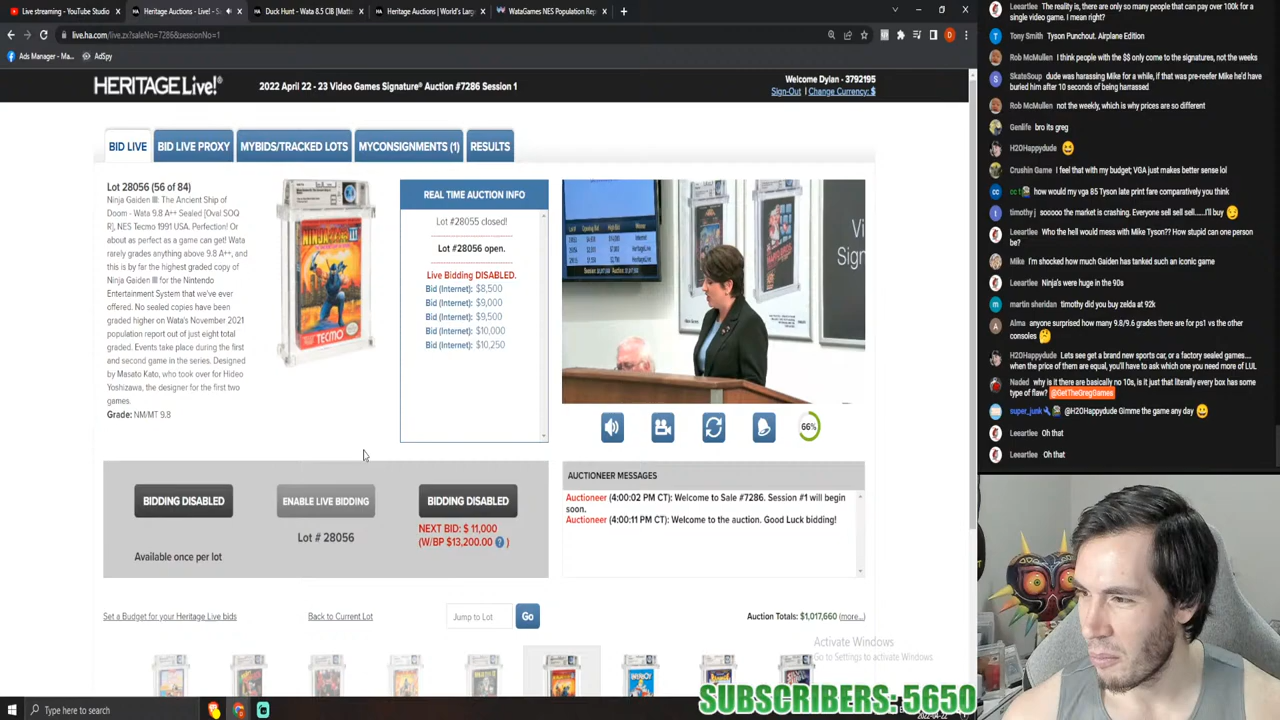 Live streaming - YouTube Studio
Heritage Auctions - Live! - Sa
Duck Hunt - Wata 8.5 CIB [Matte
Heritage Auctions | World's Larg
WataGames NES Population Rep
live.ha.com/live.zx?saleNo=7286&sessionNo=1
Ads Manager - Ma...
AdSpy
HERITAGE Live!®
2022 April 22 - 23 Video Games Signature® Auction #7286 Session 1
Welcome Dylan - 3792195
Sign-Out | Change Currency: $
BID LIVE
BID LIVE PROXY
MYBIDS/TRACKED LOTS
MYCONSIGNMENTS (1)
RESULTS
Lot 28056 (56 of 84)
Ninja Gaiden III: The Ancient Ship of
Doom - Wata 9.8 A++ Sealed [Oval SOQ
R], NES Tecmo 1991 USA. Perfection! Or
about as perfect as a game can get! Wata
rarely grades anything above 9.8 A++, and
this is by far the highest graded copy of
Ninja Gaiden III for the Nintendo
Entertainment System that we've ever
offered. No sealed copies have been
graded higher on Wata's November 2021
population report out of just eight total
graded. Events take place during the first
and second game in the series. Designed
by Masato Kato, who took over for Hideo
Yoshizawa, the designer for the first two
games.
Grade: NM/MT 9.8
NINJA GAIDEN III
TECMO
REAL TIME AUCTION INFO
Lot #28055 closed!
Lot #28056 open.
Live Bidding DISABLED.
Bid (Internet): $8,500
Bid (Internet): $9,000
Bid (Internet): $9,500
Bid (Internet): $10,000
Bid (Internet): $10,250
Vi
Sign
66%
BIDDING DISABLED
Available once per lot
ENABLE LIVE BIDDING
Lot # 28056
BIDDING DISABLED
NEXT BID: $ 11,000
(W/BP $13,200.00 ? )
AUCTIONEER MESSAGES
Auctioneer (4:00:02 PM CT): Welcome to Sale #7286. Session #1 will begin
soon.
Auctioneer (4:00:11 PM CT): Welcome to the auction. Good Luck bidding!
Set a Budget for your Heritage Live bids
Back to Current Lot
Jump to Lot
Go
Auction Totals: $1,017,660 (more...)
Activate Windows
Go to Settings to activate Windows
Type here to search
SUBSCRIBERS: 5650
Leeartlee The reality is, there are only so many people that can pay over 100k for a
single video game. I mean right?
Tony Smith Tyson Punchout. Airplane Edition
Rob McMullen I think people with the $$ only come to the signatures, not the weeks
SkateSoup dude was harassing Mike for a while, if that was pre-reefer Mike he'd have
buried him after 10 seconds of being harrassed
Rob McMullen not the weekly, which is why prices are so different
Genlife bro its greg
H2OHappydude 😆
Crushin Game I feel that with my budget; VGA just makes better sense lol
cc t how would my vga 85 Tyson late print fare comparatively you think
timothy j sooooo the market is crashing. Everyone sell sell sell......I'll buy 😏
Leeartlee Who the hell would mess with Mike Tyson?? How stupid can one person
be?
Mike I'm shocked how much Gaiden has tanked such an iconic game
Leeartlee Ninja's were huge in the 90s
martin sheridan timothy did you buy zelda at 92k
Alma anyone surprised how many 9.8/9.6 grades there are for ps1 vs the other
consoles 🤔
H2OHappydude Lets see get a brand new sports car, or a factory sealed games....
when the price of them are equal, you'll have to ask which one you need more of LUL
Naded why is it there are basically no 10s, is it just that literally every box has some
type of flaw? @GetTheGregGames
super_junk @H2OHappydude Gimme the game any day 😀
Leeartlee Oh that
Leeartlee Oh that